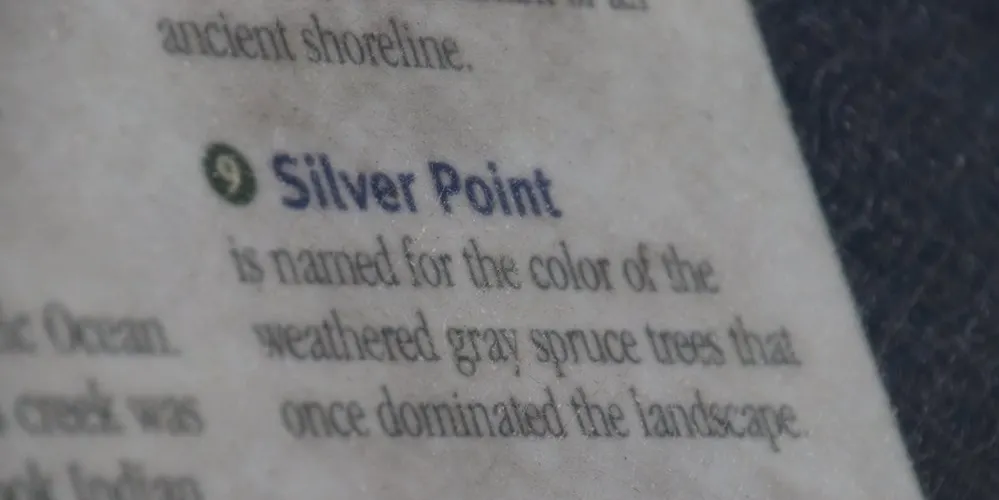 ancient shoreline.
9 Silver Point
is named for the color of the
weathered gray spruce trees that
once dominated the landscape.
Ocean.
creek was
Indian